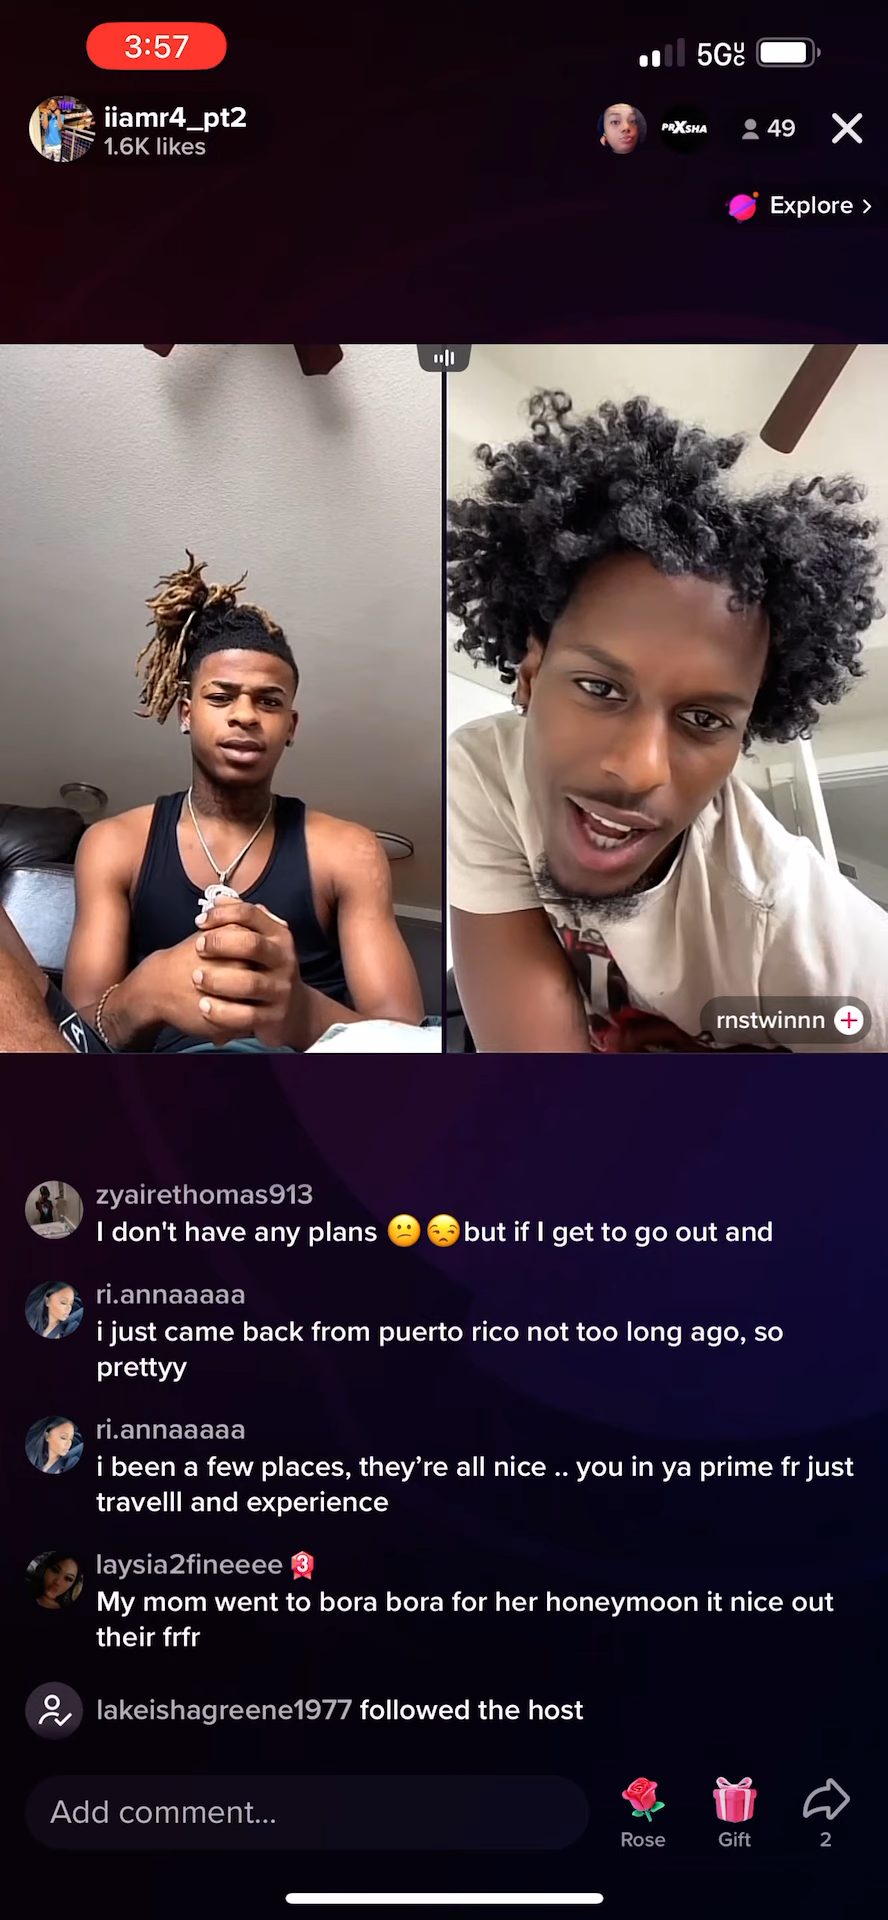 3:57
5GUC
iiamr4_pt2
1.6K likes
PRXSHA
49
Explore >
rnstwinnn
zyairethomas913
I don't have any plans 😕😒but if I get to go out and
ri.annaaaaa
i just came back from puerto rico not too long ago, so
prettyy
ri.annaaaaa
i been a few places, they’re all nice .. you in ya prime fr just
travelll and experience
laysia2fineeee 3
My mom went to bora bora for her honeymoon it nice out
their frfr
lakeishagreene1977 followed the host
Add comment...
Rose
Gift
2